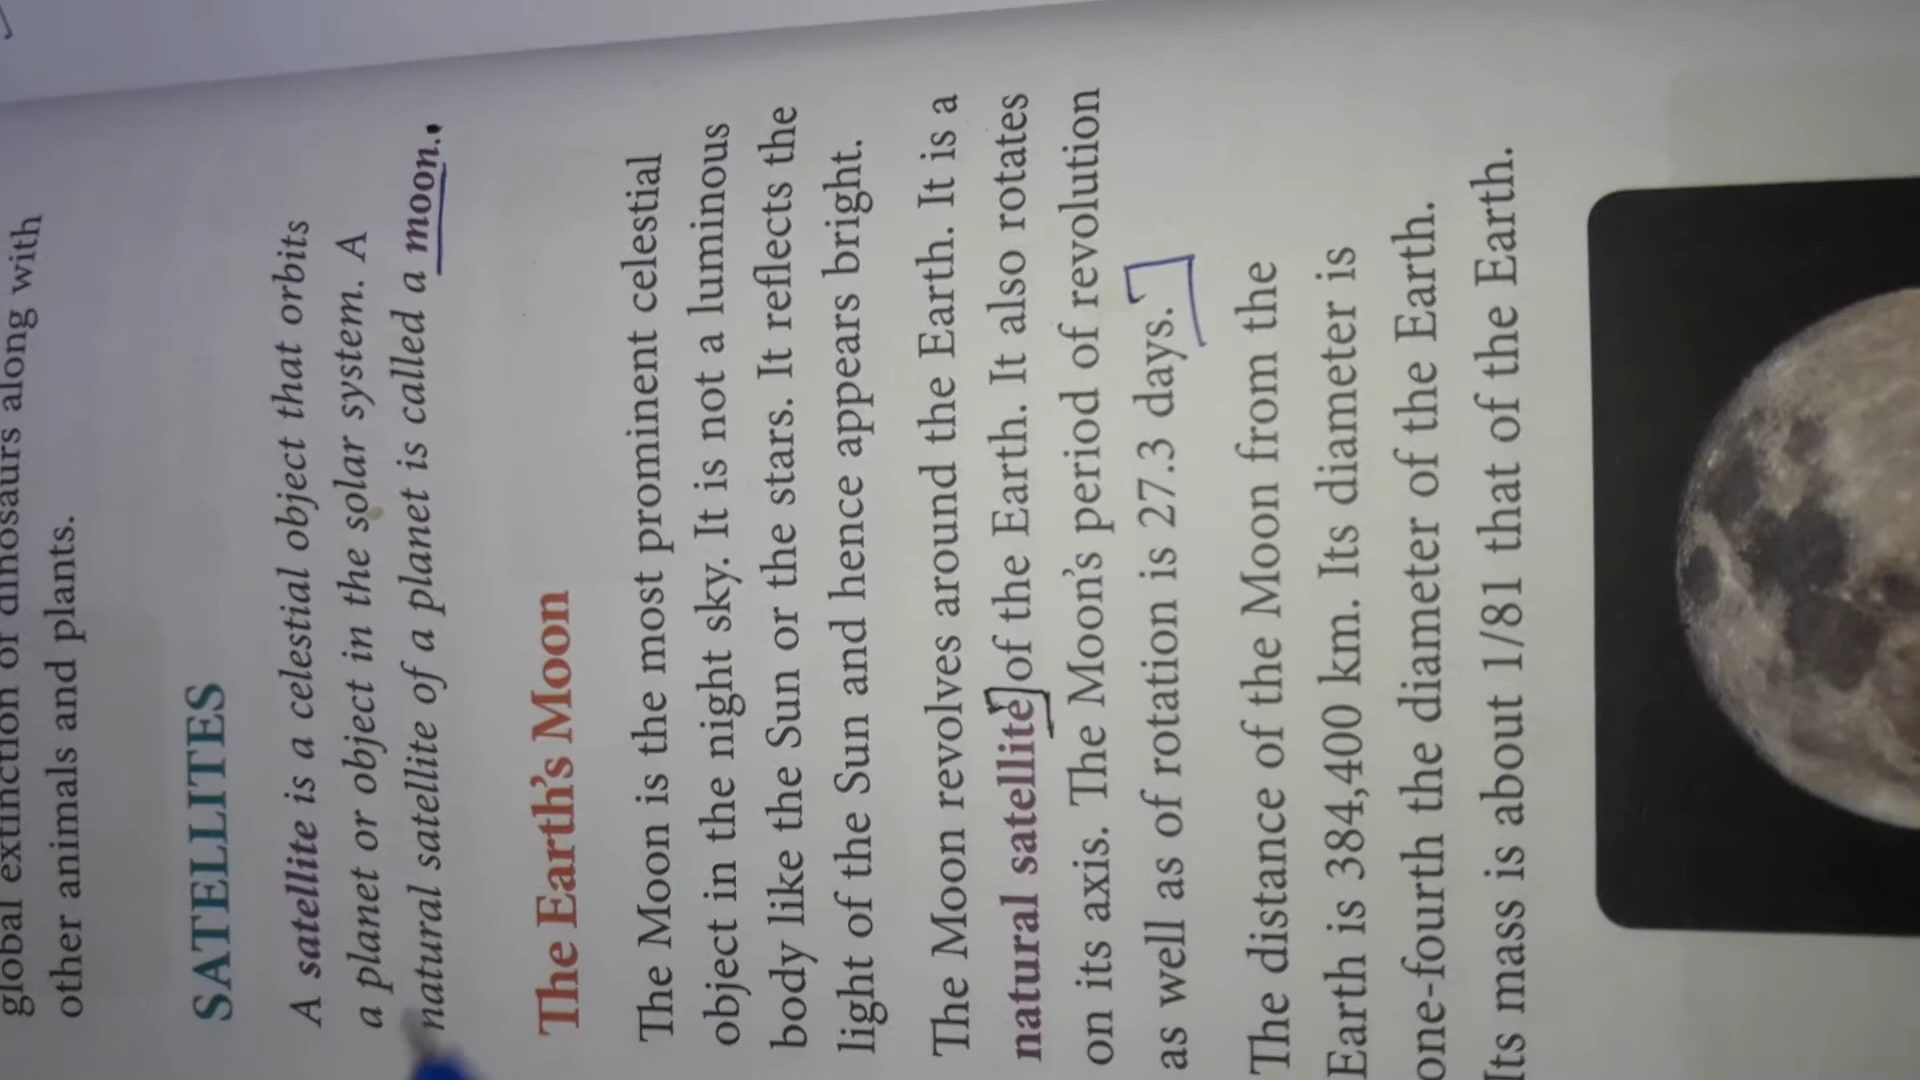 global extinction of dinosaurs along with
other animals and plants.
SATELLITES
A satellite is a celestial object that orbits
a planet or object in the solar system. A
natural satellite of a planet is called a moon.
The Earth's Moon
The Moon is the most prominent celestial
object in the night sky. It is not a luminous
body like the Sun or the stars. It reflects the
light of the Sun and hence appears bright.
The Moon revolves around the Earth. It is a
natural satellite of the Earth. It also rotates
on its axis. The Moon's period of revolution
as well as of rotation is 27.3 days.
The distance of the Moon from the
Earth is 384,400 km. Its diameter is
one-fourth the diameter of the Earth.
Its mass is about 1/81 that of the Earth.